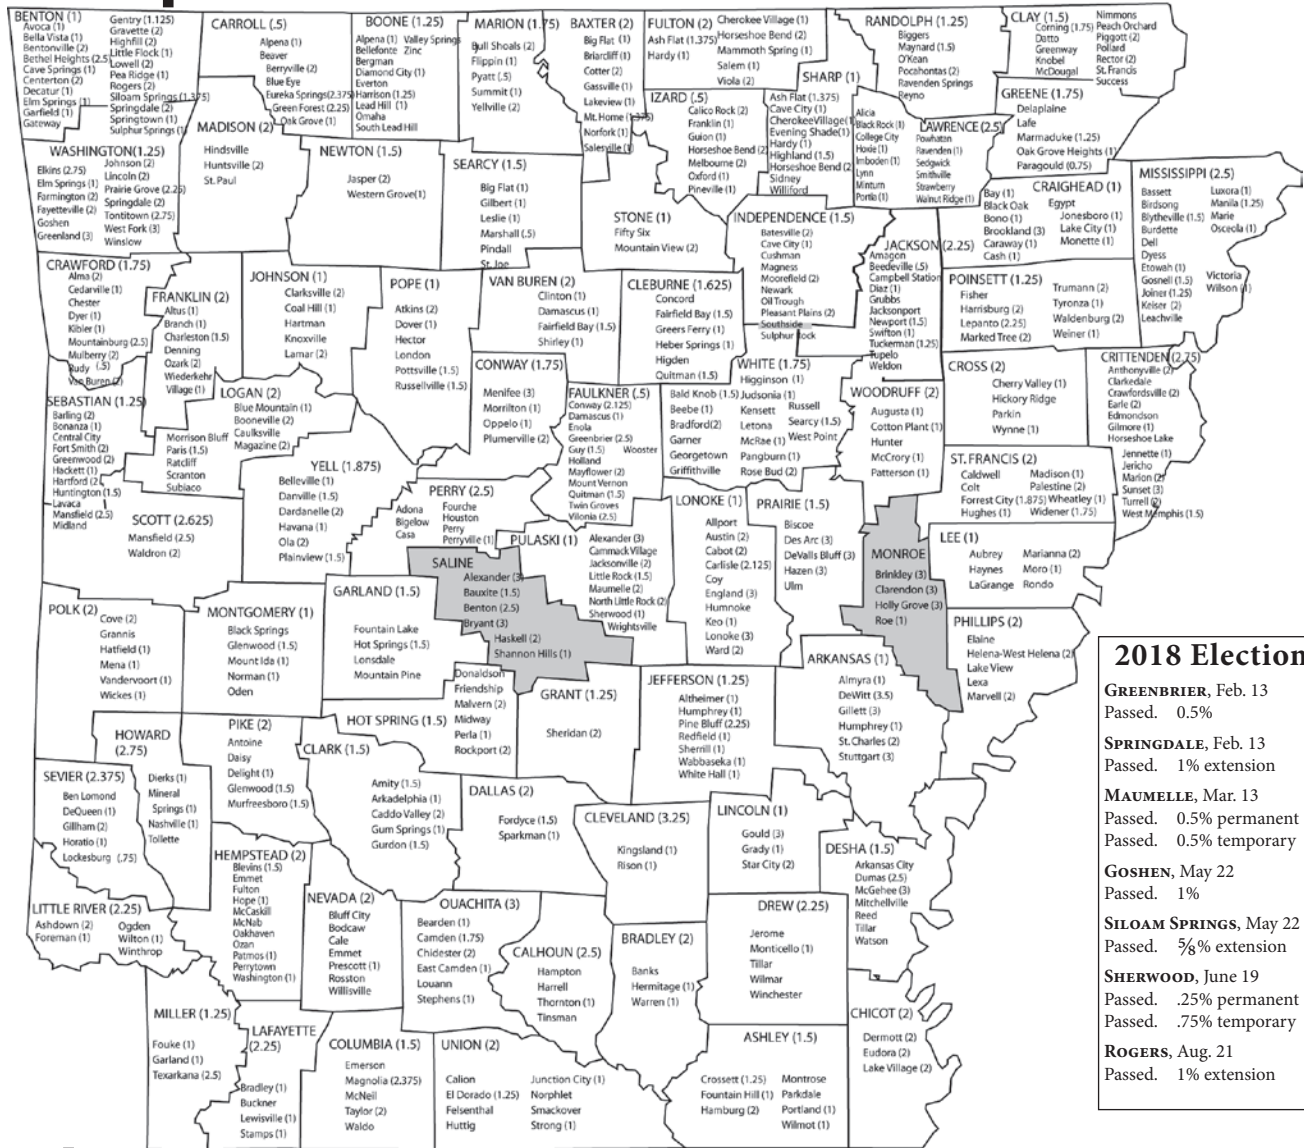 BENTON (1)
Avoca (1)
Bella Vista (1)
Bentonville (2)
Bethel Heights (2.5)
Cave Springs (1)
Centerton (2)
Decatur (1)
Elm Springs (1)
Garfield (1)
Gateway
Gentry (1.125)
Gravette (2)
Highfill (2)
Little Flock (1)
Lowell (2)
Pea Ridge (1)
Rogers (2)
Siloam Springs (1.375)
Springdale (2)
Springtown (1)
Sulphur Springs (1)
CARROLL (.5)
Alpena (1)
Beaver
Berryville (2)
Blue Eye
Eureka Springs(2.375)
Green Forest (2.25)
Oak Grove (1)
BOONE (1.25)
Alpena (1) Valley Springs
Bellefonte Zinc
Bergman
Diamond City (1)
Everton
Harrison (1.25)
Lead Hill (1)
Omaha
South Lead Hill
MARION (1.75)
Bull Shoals (2)
Flippin (1)
Pyatt (.5)
Summit (1)
Yellville (2)
BAXTER (2)
Big Flat (1)
Briarcliff (1)
Cotter (2)
Gassville (1)
Lakeview (1)
Mt. Home (1.375)
Norfork (1)
Salesville (1)
FULTON (2)
Ash Flat (1.375)
Hardy (1)
Cherokee Village (1)
Horseshoe Bend (2)
Mammoth Spring (1)
Salem (1)
Viola (2)
SHARP (1)
Ash Flat (1.375)
Cave City (1)
CherokeeVillage(1)
Evening Shade(1)
Hardy (1)
Highland (1.5)
Horseshoe Bend (2)
Sidney
Williford
RANDOLPH (1.25)
Biggers
Maynard (1.5)
O'Kean
Pocahontas (2)
Ravenden Springs
Reyno
CLAY (1.5)
Corning (1.75)
Datto
Greenway
Knobel
McDougal
Nimmons
Peach Orchard
Piggott (2)
Pollard
Rector (2)
St. Francis
Success
GREENE (1.75)
Delaplaine
Lafe
Marmaduke (1.25)
Oak Grove Heights (1)
Paragould (0.75)
IZARD (.5)
Calico Rock (2)
Franklin (1)
Guion (1)
Horseshoe Bend (2)
Melbourne (2)
Oxford (1)
Pineville (1)
LAWRENCE (2.5)
Alicia
Black Rock (1)
College City
Hoxie (1)
Imboden (1)
Lynn
Minturn
Portia (1)
Powhatan
Ravenden (1)
Sedgwick
Smithville
Strawberry
Walnut Ridge (1)
MADISON (2)
Hindsville
Huntsville (2)
St. Paul
WASHINGTON(1.25)
Elkins (2.75)
Elm Springs (1)
Farmington (2)
Fayetteville (2)
Goshen
Greenland (3)
Johnson (2)
Lincoln (2)
Prairie Grove (2.25)
Springdale (2)
Tontitown (2.75)
West Fork (3)
Winslow
NEWTON (1.5)
Jasper (2)
Western Grove(1)
SEARCY (1.5)
Big Flat (1)
Gilbert (1)
Leslie (1)
Marshall (.5)
Pindall
St. Joe
STONE (1)
Fifty Six
Mountain View (2)
INDEPENDENCE (1.5)
Batesville (2)
Cave City (1)
Cushman
Magness
Moorefield (2)
Newark
Oil Trough
Pleasant Plains (2)
Southside
Sulphur Rock
JACKSON (2.25)
Amagon
Beedeville (.5)
Campbell Station
Diaz (1)
Grubbs
Jacksonport
Newport (1.5)
Swifton (1)
Tuckerman (1.25)
Tupelo
Weldon
CRAIGHEAD (1)
Bay (1)
Black Oak
Bono (1)
Brookland (3)
Caraway (1)
Cash (1)
Egypt
Jonesboro (1)
Lake City (1)
Monette (1)
MISSISSIPPI (2.5)
Bassett
Birdsong
Blytheville (1.5)
Burdette
Dell
Dyess
Etowah (1)
Gosnell (1.5)
Joiner (1.25)
Keiser (2)
Leachville
Luxora (1)
Manila (1.25)
Marie
Osceola (1)
Victoria
Wilson (1)
CRAWFORD (1.75)
Alma (2)
Cedarville (1)
Chester
Dyer (1)
Kibler (1)
Mountainburg (2.5)
Mulberry (2)
Rudy (.5)
Van Buren (2)
FRANKLIN (2)
Altus (1)
Branch (1)
Charleston (1.5)
Denning
Ozark (2)
Wiederkehr
Village (1)
JOHNSON (1)
Clarksville (2)
Coal Hill (1)
Hartman
Knoxville
Lamar (2)
POPE (1)
Atkins (2)
Dover (1)
Hector
London
Pottsville (1.5)
Russellville (1.5)
VAN BUREN (2)
Clinton (1)
Damascus (1)
Fairfield Bay (1.5)
Shirley (1)
CLEBURNE (1.625)
Concord
Fairfield Bay (1.5)
Greers Ferry (1)
Heber Springs (1)
Higden
Quitman (1.5)
POINSETT (1.25)
Fisher
Harrisburg (2)
Lepanto (2.25)
Marked Tree (2)
Trumann (2)
Tyronza (1)
Waldenburg (2)
Weiner (1)
CONWAY (1.75)
Menifee (3)
Morrilton (1)
Oppelo (1)
Plumerville (2)
WHITE (1.75)
Bald Knob (1.5)
Beebe (1)
Bradford(2)
Garner
Georgetown
Griffithville
Higginson (1)
Judsonia (1)
Kensett
Letona
McRae (1)
Pangburn (1)
Rose Bud (2)
Russell
Searcy (1.5)
West Point
WOODRUFF (2)
Augusta (1)
Cotton Plant (1)
Hunter
McCrory (1)
Patterson (1)
CROSS (2)
Cherry Valley (1)
Hickory Ridge
Parkin
Wynne (1)
CRITTENDEN (2.75)
Anthonyville (2)
Clarkedale
Crawfordsville (2)
Earle (2)
Edmondson
Gilmore (1)
Horseshoe Lake
Jennette (1)
Jericho
Marion (2)
Sunset (3)
Turrell (2)
West Memphis (1.5)
SEBASTIAN (1.25)
Barling (2)
Bonanza (1)
Central City
Fort Smith (2)
Greenwood (2)
Hackett (1)
Hartford (2)
Huntington (1.5)
Lavaca
Mansfield (2.5)
Midland
LOGAN (2)
Blue Mountain (1)
Booneville (2)
Caulksville
Magazine (2)
Morrison Bluff
Paris (1.5)
Ratcliff
Scranton
Subiaco
FAULKNER (.5)
Conway (2.125)
Damascus (1)
Enola
Greenbrier (2.5)
Guy (1.5) Wooster
Holland
Mayflower (2)
Mount Vernon
Quitman (1.5)
Twin Groves
Vilonia (2.5)
ST.FRANCIS (2)
Caldwell
Colt
Forrest City (1.875)
Hughes (1)
Madison (1)
Palestine (2)
Wheatley (1)
Widener (1.75)
YELL (1.875)
Belleville (1)
Danville (1.5)
Dardanelle (2)
Havana (1)
Ola (2)
Plainview (1.5)
PERRY (2.5)
Adona
Bigelow
Casa
Fourche
Houston
Perry
Perryville (1)
SCOTT (2.625)
Mansfield (2.5)
Waldron (2)
LONOKE (1)
Allport
Austin (2)
Cabot (2)
Carlisle (2.125)
Coy
England (3)
Humnoke
Keo (1)
Lonoke (3)
Ward (2)
PRAIRIE (1.5)
Biscoe
Des Arc (3)
DeValls Bluff (3)
Hazen (3)
Ulm
PULASKI (1)
Alexander (3)
Cammack Village
Jacksonville (2)
Little Rock (1.5)
Maumelle (2)
North Little Rock (2)
Sherwood (1)
Wrightsville
SALINE
Alexander (3)
Bauxite (1.5)
Benton (2.5)
Bryant (3)
Haskell (2)
Shannon Hills (1)
MONROE
Brinkley (3)
Clarendon (3)
Holly Grove (3)
Roe (1)
LEE (1)
Aubrey
Haynes
LaGrange
Marianna (2)
Moro (1)
Rondo
GARLAND (1.5)
Fountain Lake
Hot Springs (1.5)
Lonsdale
Mountain Pine
POLK (2)
Cove (2)
Grannis
Hatfield (1)
Mena (1)
Vandervoort (1)
Wickes (1)
MONTGOMERY (1)
Black Springs
Glenwood (1.5)
Mount Ida (1)
Norman (1)
Oden
PHILLIPS (2)
Elaine
Helena-West Helena (2)
Lake View
Lexa
Marvell (2)
ARKANSAS (1)
Almyra (1)
DeWitt (3.5)
Gillett (3)
Humphrey (1)
St. Charles (2)
Stuttgart (3)
JEFFERSON (1.25)
Altheimer (1)
Humphrey (1)
Pine Bluff (2.25)
Redfield (1)
Sherrill (1)
Wabbaseka (1)
White Hall (1)
GRANT (1.25)
Sheridan (2)
HOT SPRING (1.5)
Donaldson
Friendship
Malvern (2)
Midway
Perla (1)
Rockport (2)
HOWARD
(2.75)
Dierks (1)
Mineral
Springs (1)
Nashville (1)
Tollette
PIKE (2)
Antoine
Daisy
Delight (1)
Glenwood (1.5)
Murfreesboro (1.5)
CLARK (1.5)
Amity (1.5)
Arkadelphia (1)
Caddo Valley (2)
Gum Springs (1)
Gurdon (1.5)
SEVIER (2.375)
Ben Lomond
DeQueen (1)
Gillham (2)
Horatio (1)
Lockesburg (.75)
DALLAS (2)
Fordyce (1.5)
Sparkman (1)
CLEVELAND (3.25)
Kingsland (1)
Rison (1)
LINCOLN (1)
Gould (3)
Grady (1)
Star City (2)
DESHA (1.5)
Arkansas City
Dumas (2.5)
McGehee (3)
Mitchellville
Reed
Tillar
Watson
HEMPSTEAD (2)
Blevins (1.5)
Emmet
Fulton
Hope (1)
McCaskill
McNab
Oakhaven
Ozan
Patmos (1)
Perrytown
Washington (1)
NEVADA (2)
Bluff City
Bodcaw
Cale
Emmet
Prescott (1)
Rosston
Willisville
OUACHITA (3)
Bearden (1)
Camden (1.75)
Chidester (2)
East Camden (1)
Louann
Stephens (1)
LITTLE RIVER (2.25)
Ashdown (2)
Foreman (1)
Ogden
Wilton (1)
Winthrop
CALHOUN (2.5)
Hampton
Harrell
Thornton (1)
Tinsman
BRADLEY (2)
Banks
Hermitage (1)
Warren (1)
DREW (2.25)
Jerome
Monticello (1)
Tillar
Wilmar
Winchester
MILLER (1.25)
Fouke (1)
Garland (1)
Texarkana (2.5)
LAFAYETTE
(2.25)
Bradley (1)
Buckner
Lewisville (1)
Stamps (1)
COLUMBIA (1.5)
Emerson
Magnolia (2.375)
McNeil
Taylor (2)
Waldo
UNION (2)
Calion
El Dorado (1.25)
Felsenthal
Huttig
Junction City (1)
Norphlet
Smackover
Strong (1)
ASHLEY (1.5)
Crossett (1.25)
Fountain Hill (1)
Hamburg (2)
Montrose
Parkdale
Portland (1)
Wilmot (1)
CHICOT (2)
Dermott (2)
Eudora (2)
Lake Village (2)
2018 Election
GREENBRIER, Feb. 13
Passed. 0.5%
SPRINGDALE, Feb. 13
Passed. 1% extension
MAUMELLE, Mar. 13
Passed. 0.5% permanent
Passed. 0.5% temporary
GOSHEN, May 22
Passed. 1%
SILOAM SPRINGS, May 22
Passed. ⅝% extension
SHERWOOD, June 19
Passed. .25% permanent
Passed. .75% temporary
ROGERS, Aug. 21
Passed. 1% extension